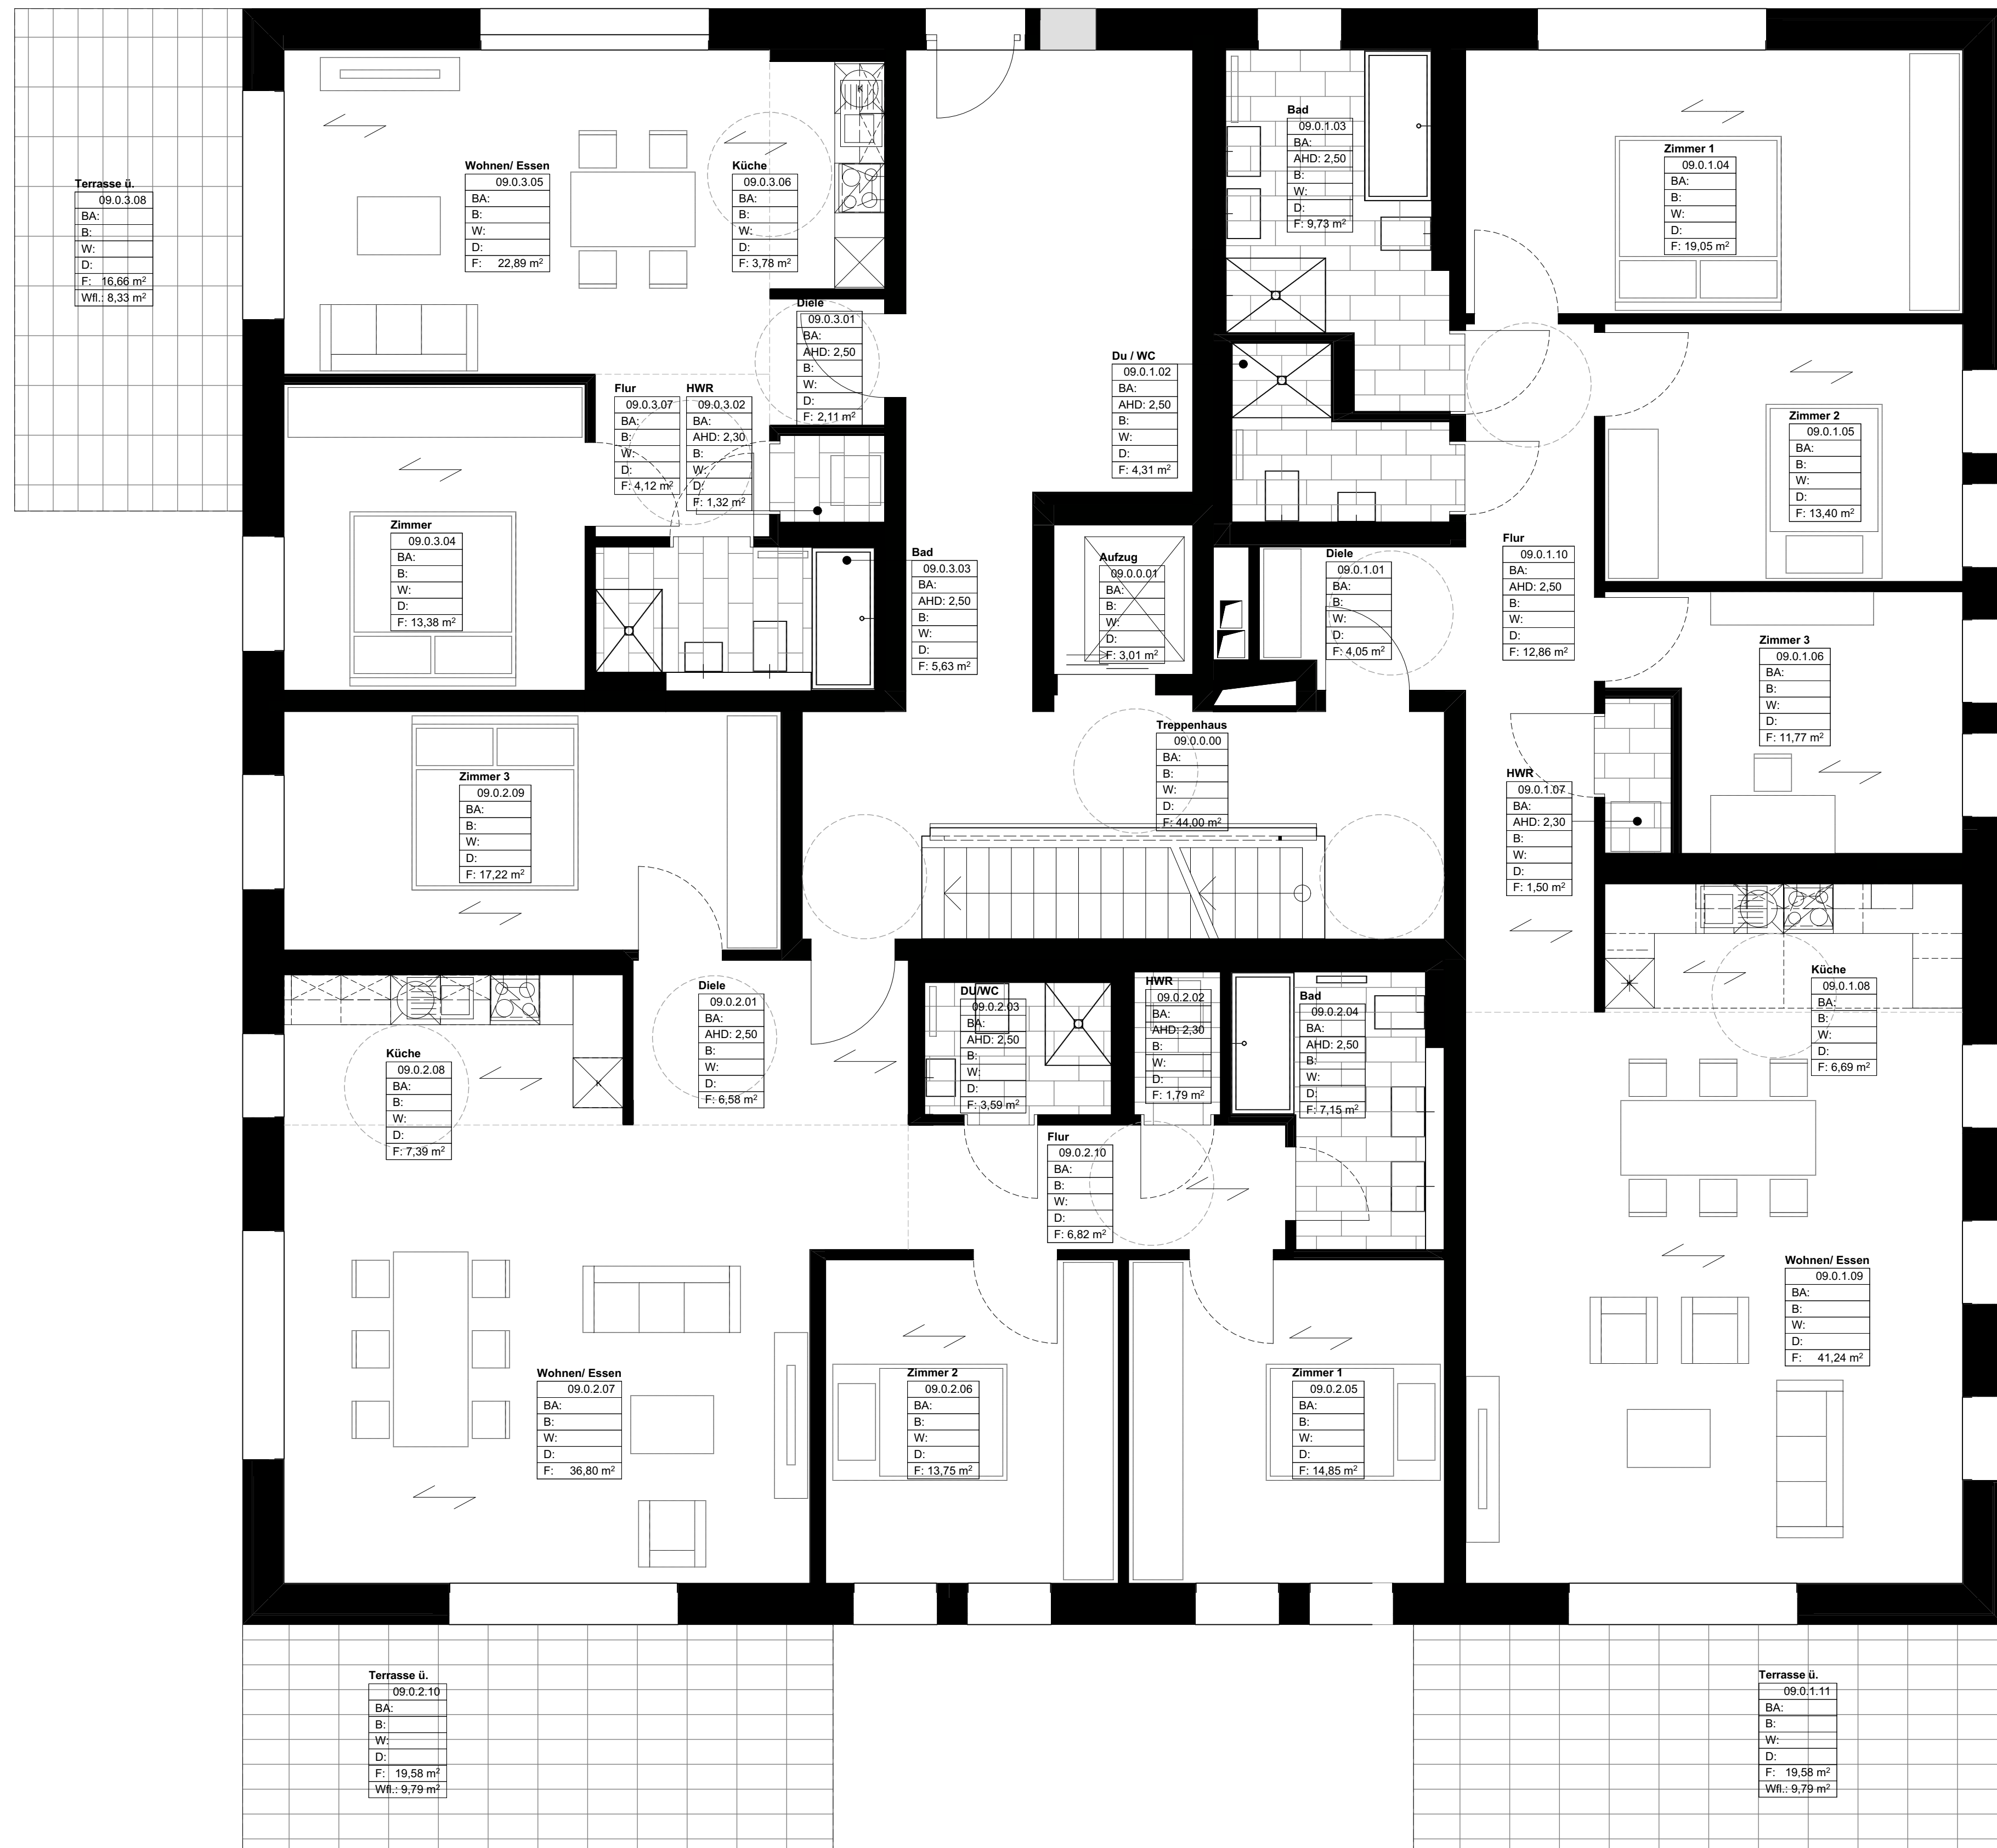 Terrasse ü.
09.0.3.08
BA:
B:
W:
D:
F: 16,66 m²
Wfl.: 8,33 m²
Wohnen/ Essen
09.0.3.05
BA:
B:
W:
D:
F: 22,89 m²
Küche
09.0.3.06
BA:
B:
W:
D:
F: 3,78 m²
K
Diele
09.0.3.01
BA:
AHD: 2,50
B:
W:
D:
F: 2,11 m²
Flur
09.0.3.07
BA:
B:
W:
D:
F: 4,12 m²
HWR
09.0.3.02
BA:
AHD: 2,30
B:
W:
D:
F: 1,32 m²
Zimmer
09.0.3.04
BA:
B:
W:
D:
F: 13,38 m²
Bad
09.0.3.03
BA:
AHD: 2,50
B:
W:
D:
F: 5,63 m²
Bad
09.0.1.03
BA:
AHD: 2,50
B:
W:
D:
F: 9,73 m²
Zimmer 1
09.0.1.04
BA:
B:
W:
D:
F: 19,05 m²
Du / WC
09.0.1.02
BA:
AHD: 2,50
B:
W:
D:
F: 4,31 m²
Zimmer 2
09.0.1.05
BA:
B:
W:
D:
F: 13,40 m²
Aufzug
09.0.0.01
BA:
B:
W:
D:
F: 3,01 m²
Diele
09.0.1.01
BA:
B:
W:
D:
F: 4,05 m²
Flur
09.0.1.10
BA:
AHD: 2,50
B:
W:
D:
F: 12,86 m²
Zimmer 3
09.0.1.06
BA:
B:
W:
D:
F: 11,77 m²
Treppenhaus
09.0.0.00
BA:
B:
W:
D:
F: 44,00 m²
HWR
09.0.1.07
BA:
AHD: 2,30
B:
W:
D:
F: 1,50 m²
Zimmer 3
09.0.2.09
BA:
B:
W:
D:
F: 17,22 m²
Küche
09.0.2.08
BA:
B:
W:
D:
F: 7,39 m²
K
Diele
09.0.2.01
BA:
AHD: 2,50
B:
W:
D:
F: 6,58 m²
DU/WC
09.0.2.03
BA:
AHD: 2,50
B:
W:
D:
F: 3,59 m²
HWR
09.0.2.02
BA:
AHD: 2,30
B:
W:
D:
F: 1,79 m²
Bad
09.0.2.04
BA:
AHD: 2,50
B:
W:
D:
F: 7,15 m²
Küche
09.0.1.08
BA:
B:
W:
D:
F: 6,69 m²
Flur
09.0.2.10
BA:
B:
W:
D:
F: 6,82 m²
Wohnen/ Essen
09.0.1.09
BA:
B:
W:
D:
F: 41,24 m²
Wohnen/ Essen
09.0.2.07
BA:
B:
W:
D:
F: 36,80 m²
Zimmer 2
09.0.2.06
BA:
B:
W:
D:
F: 13,75 m²
Zimmer 1
09.0.2.05
BA:
B:
W:
D:
F: 14,85 m²
Terrasse ü.
09.0.2.10
BA:
B:
W:
D:
F: 19,58 m²
Wfl.: 9,79 m²
Terrasse ü.
09.0.1.11
BA:
B:
W:
D:
F: 19,58 m²
Wfl.: 9,79 m²